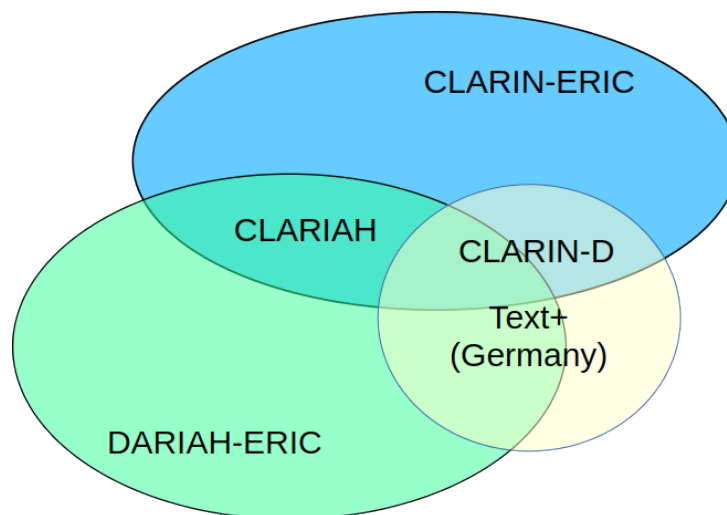 CLARIN-ERIC
CLARIAH
CLARIN-D
Text+
(Germany)
DARIAH-ERIC